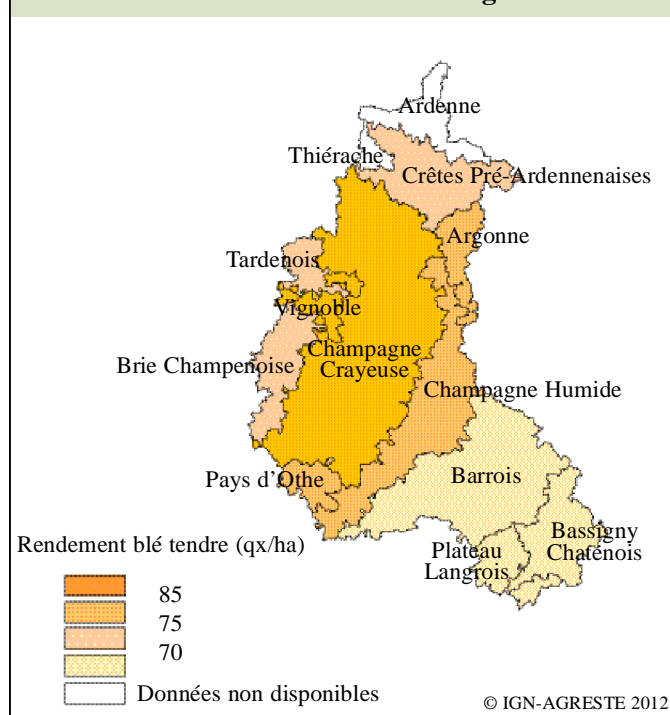 Ardenne
Thiérache
Crêtes Pré-Ardennenaises
Argonne
Tardenois
Vignoble
Champagne
Crayeuse
Brie Champenoise
Champagne Humide
Pays d’Othe
Barrois
Bassigny
Chatenois
Plateau
Langrois
Rendement blé tendre (qx/ha)
85
75
70
Données non disponibles
© IGN-AGRESTE 2012